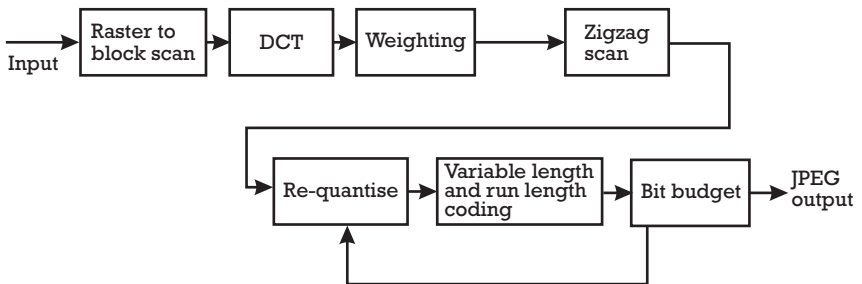 Input
Raster to
block scan
DCT
Weighting
Zigzag
scan
Re-quantise
Variable length
and run length
coding
Bit budget
JPEG
output